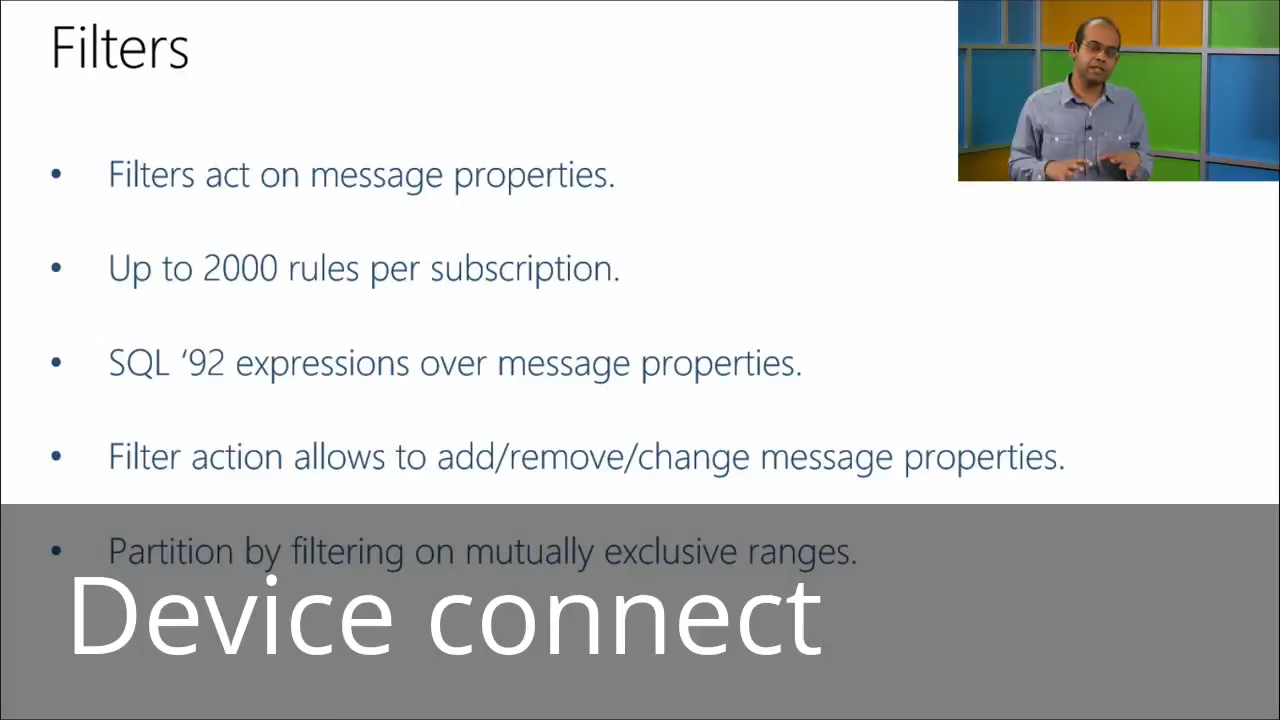 Filters
• Filters act on message properties.
• Up to 2000 rules per subscription.
• SQL ‘92 expressions over message properties.
• Filter action allows to add/remove/change message properties.
• Partition by filtering on mutually exclusive ranges.
Device connect